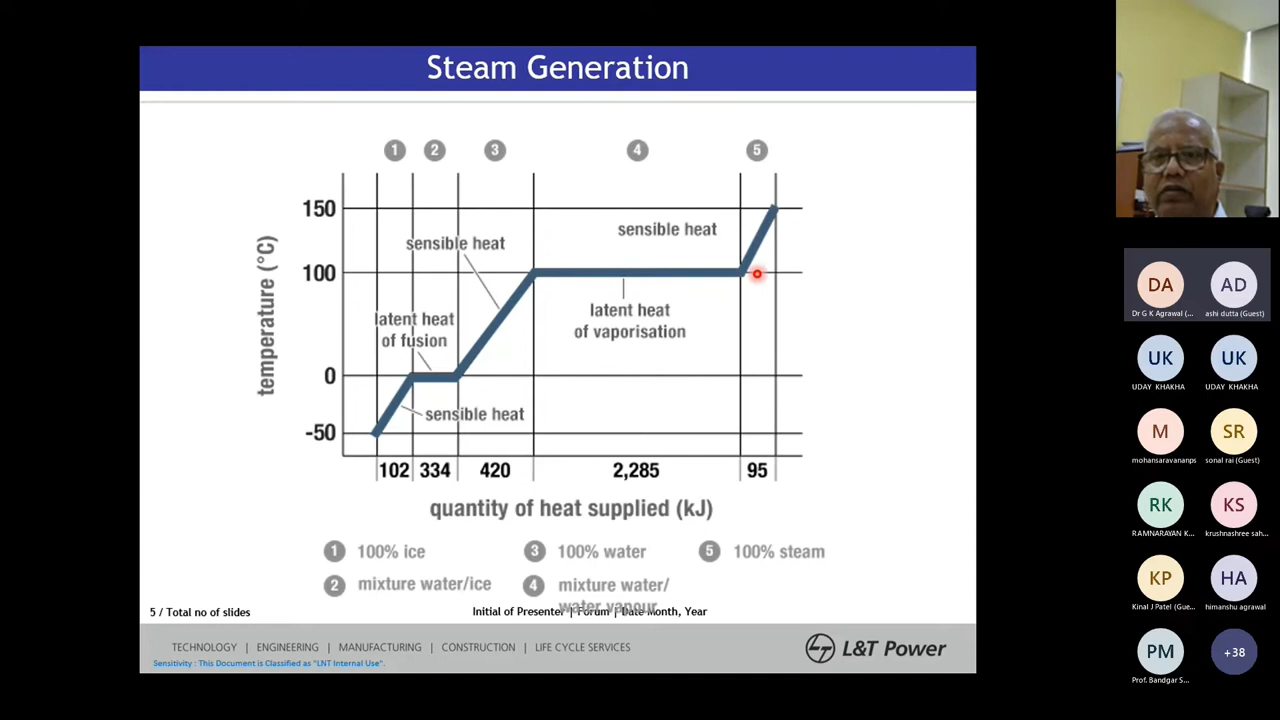 Steam Generation
1 2 3 4 5
150
100
0
-50
temperature (°C)
sensible heat
sensible heat
latent heat
of fusion
latent heat
of vaporisation
sensible heat
102 334 420 2,285 95
quantity of heat supplied (kJ)
1 100% ice
3 100% water
5 100% steam
2 mixture water/ice
4 mixture water/
water vapour
5 / Total no of slides
Initial of Presenter | Forum | Date Month, Year
TECHNOLOGY | ENGINEERING | MANUFACTURING | CONSTRUCTION | LIFE CYCLE SERVICES
Sensitivity : This Document is Classified as "LNT Internal Use".
L&T Power
DA AD
Dr G K Agrawal (... ashi dutta (Guest)
UK UK
UDAY KHAKHA UDAY KHAKHA
M SR
mohansaravananps sonal rai (Guest)
RK KS
RAMNARAYAN K... krushnashree sah...
KP HA
Kinal J Patel (Gue... himanshu agrawal
PM +38
Prof. Bandgar S...